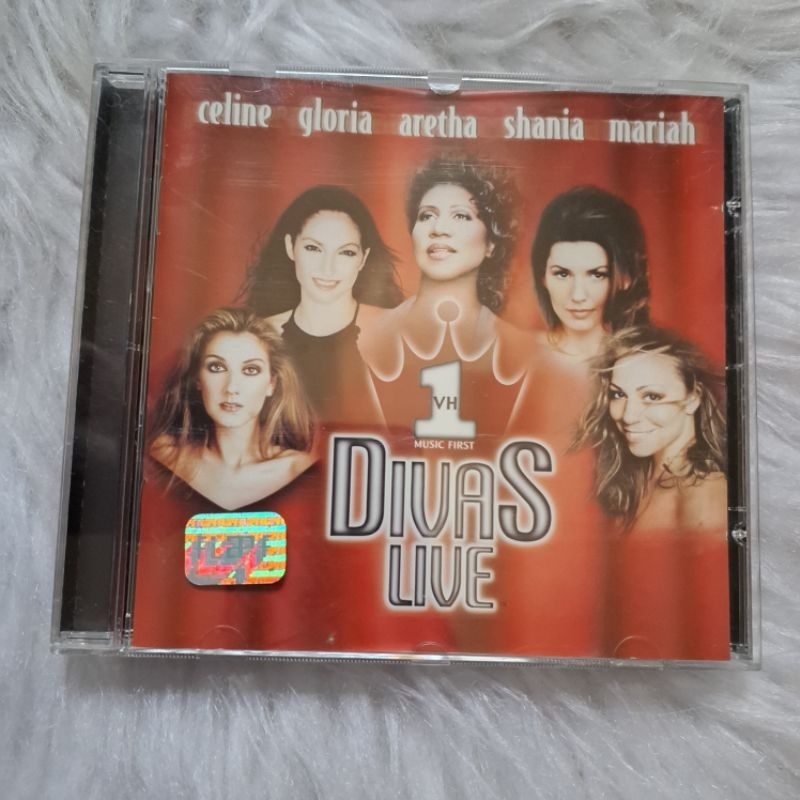 celine gloria aretha shania mariah
1
VH
MUSIC FIRST
DIVAS
LIVE